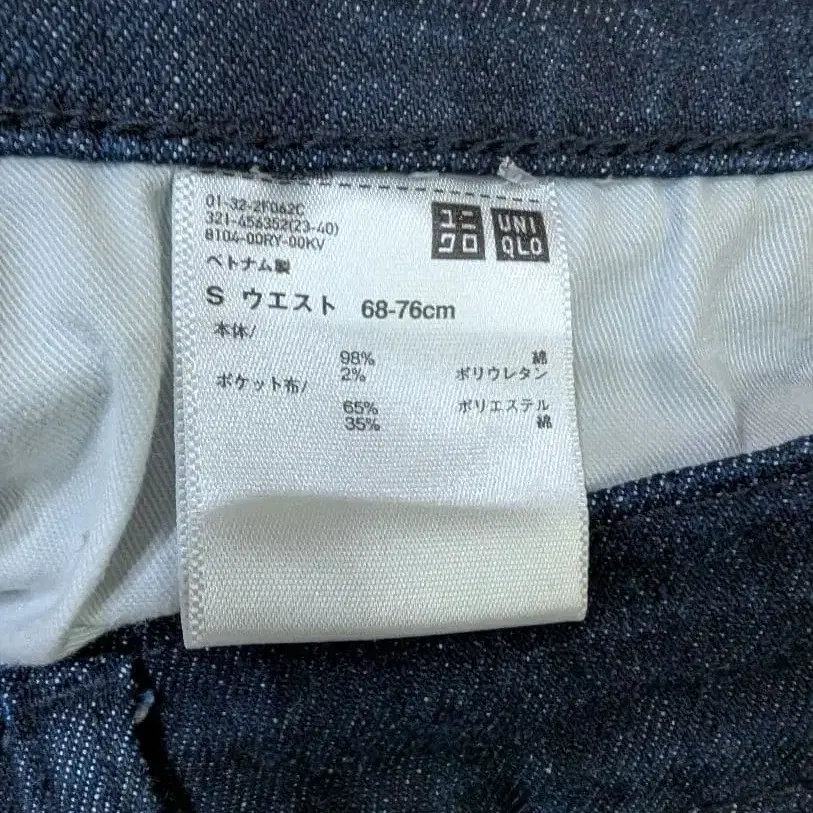 01-32-2F062C
321-456352(23-40)
8104-00RY-00KV
ユニ
クロ
UNI
QLO
ベトナム製
S ウエスト 68-76cm
本体/
98% 綿
2% ポリウレタン
ポケット布/
65% ポリエステル
35% 綿